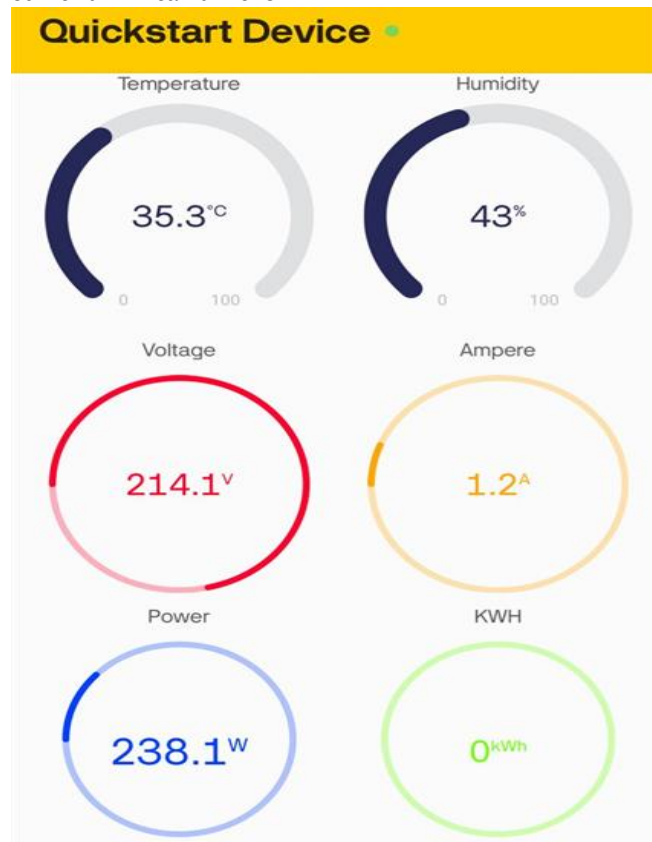 Quickstart Device
Temperature Humidity
35.3°C 43%
0 100 0 100
Voltage Ampere
214.1V 1.2A
Power KWH
238.1W 0kWh